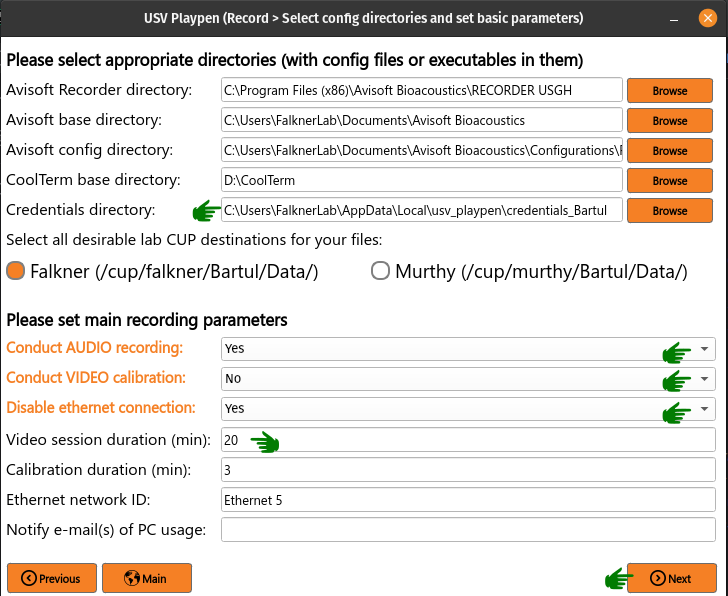 USV Playpen (Record > Select config directories and set basic parameters)
Please select appropriate directories (with config files or executables in them)
Avisoft Recorder directory: C:\Program Files (x86)\Avisoft Bioacoustics\RECORDER USGH Browse
Avisoft base directory: C:\Users\FalknerLab\Documents\Avisoft Bioacoustics Browse
Avisoft config directory: C:\Users\FalknerLab\Documents\Avisoft Bioacoustics\Configurations\ Browse
CoolTerm base directory: D:\CoolTerm Browse
Credentials directory: C:\Users\FalknerLab\AppData\Local\usv_playpen\credentials_Bartul Browse
Select all desirable lab CUP destinations for your files:
Falkner (/cup/falkner/Bartul/Data/) Murthy (/cup/murthy/Bartul/Data/)
Please set main recording parameters
Conduct AUDIO recording: Yes
Conduct VIDEO calibration: No
Disable ethernet connection: Yes
Video session duration (min): 20
Calibration duration (min): 3
Ethernet network ID: Ethernet 5
Notify e-mail(s) of PC usage:
Previous Main Next